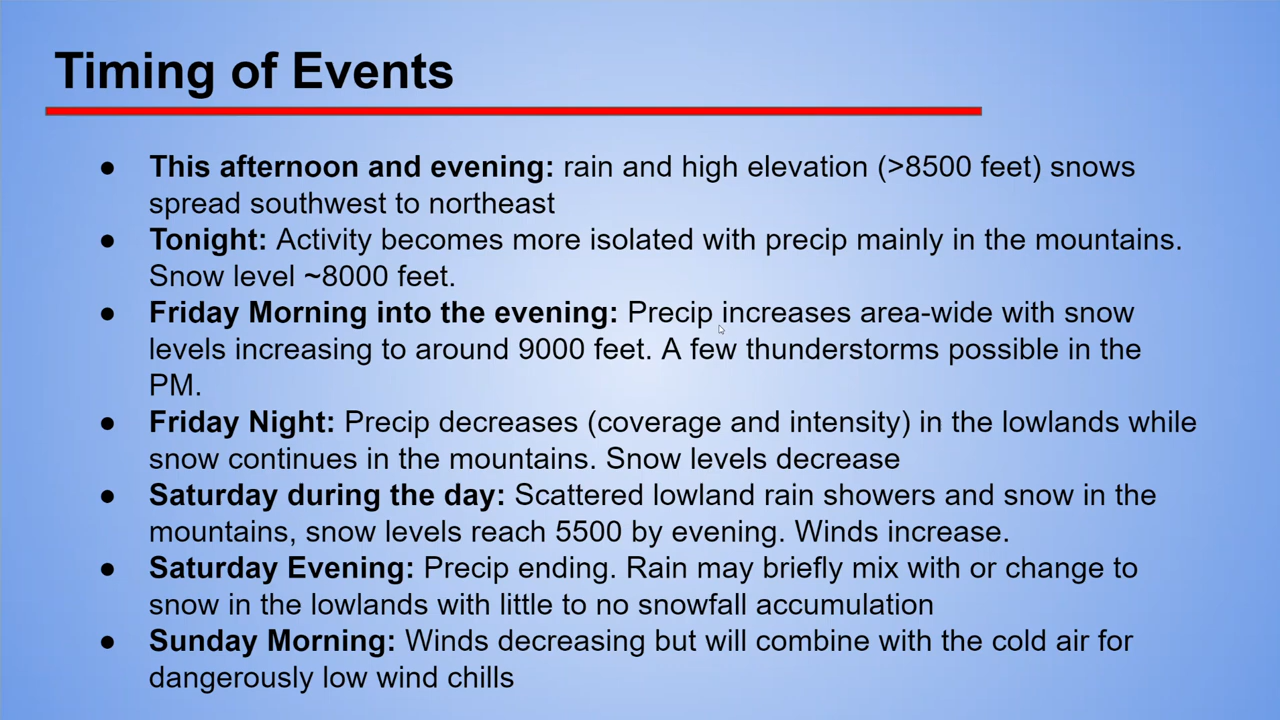 Timing of Events
● This afternoon and evening: rain and high elevation (>8500 feet) snows
spread southwest to northeast
● Tonight: Activity becomes more isolated with precip mainly in the mountains.
Snow level ~8000 feet.
● Friday Morning into the evening: Precip increases area-wide with snow
levels increasing to around 9000 feet. A few thunderstorms possible in the
PM.
● Friday Night: Precip decreases (coverage and intensity) in the lowlands while
snow continues in the mountains. Snow levels decrease
● Saturday during the day: Scattered lowland rain showers and snow in the
mountains, snow levels reach 5500 by evening. Winds increase.
● Saturday Evening: Precip ending. Rain may briefly mix with or change to
snow in the lowlands with little to no snowfall accumulation
● Sunday Morning: Winds decreasing but will combine with the cold air for
dangerously low wind chills